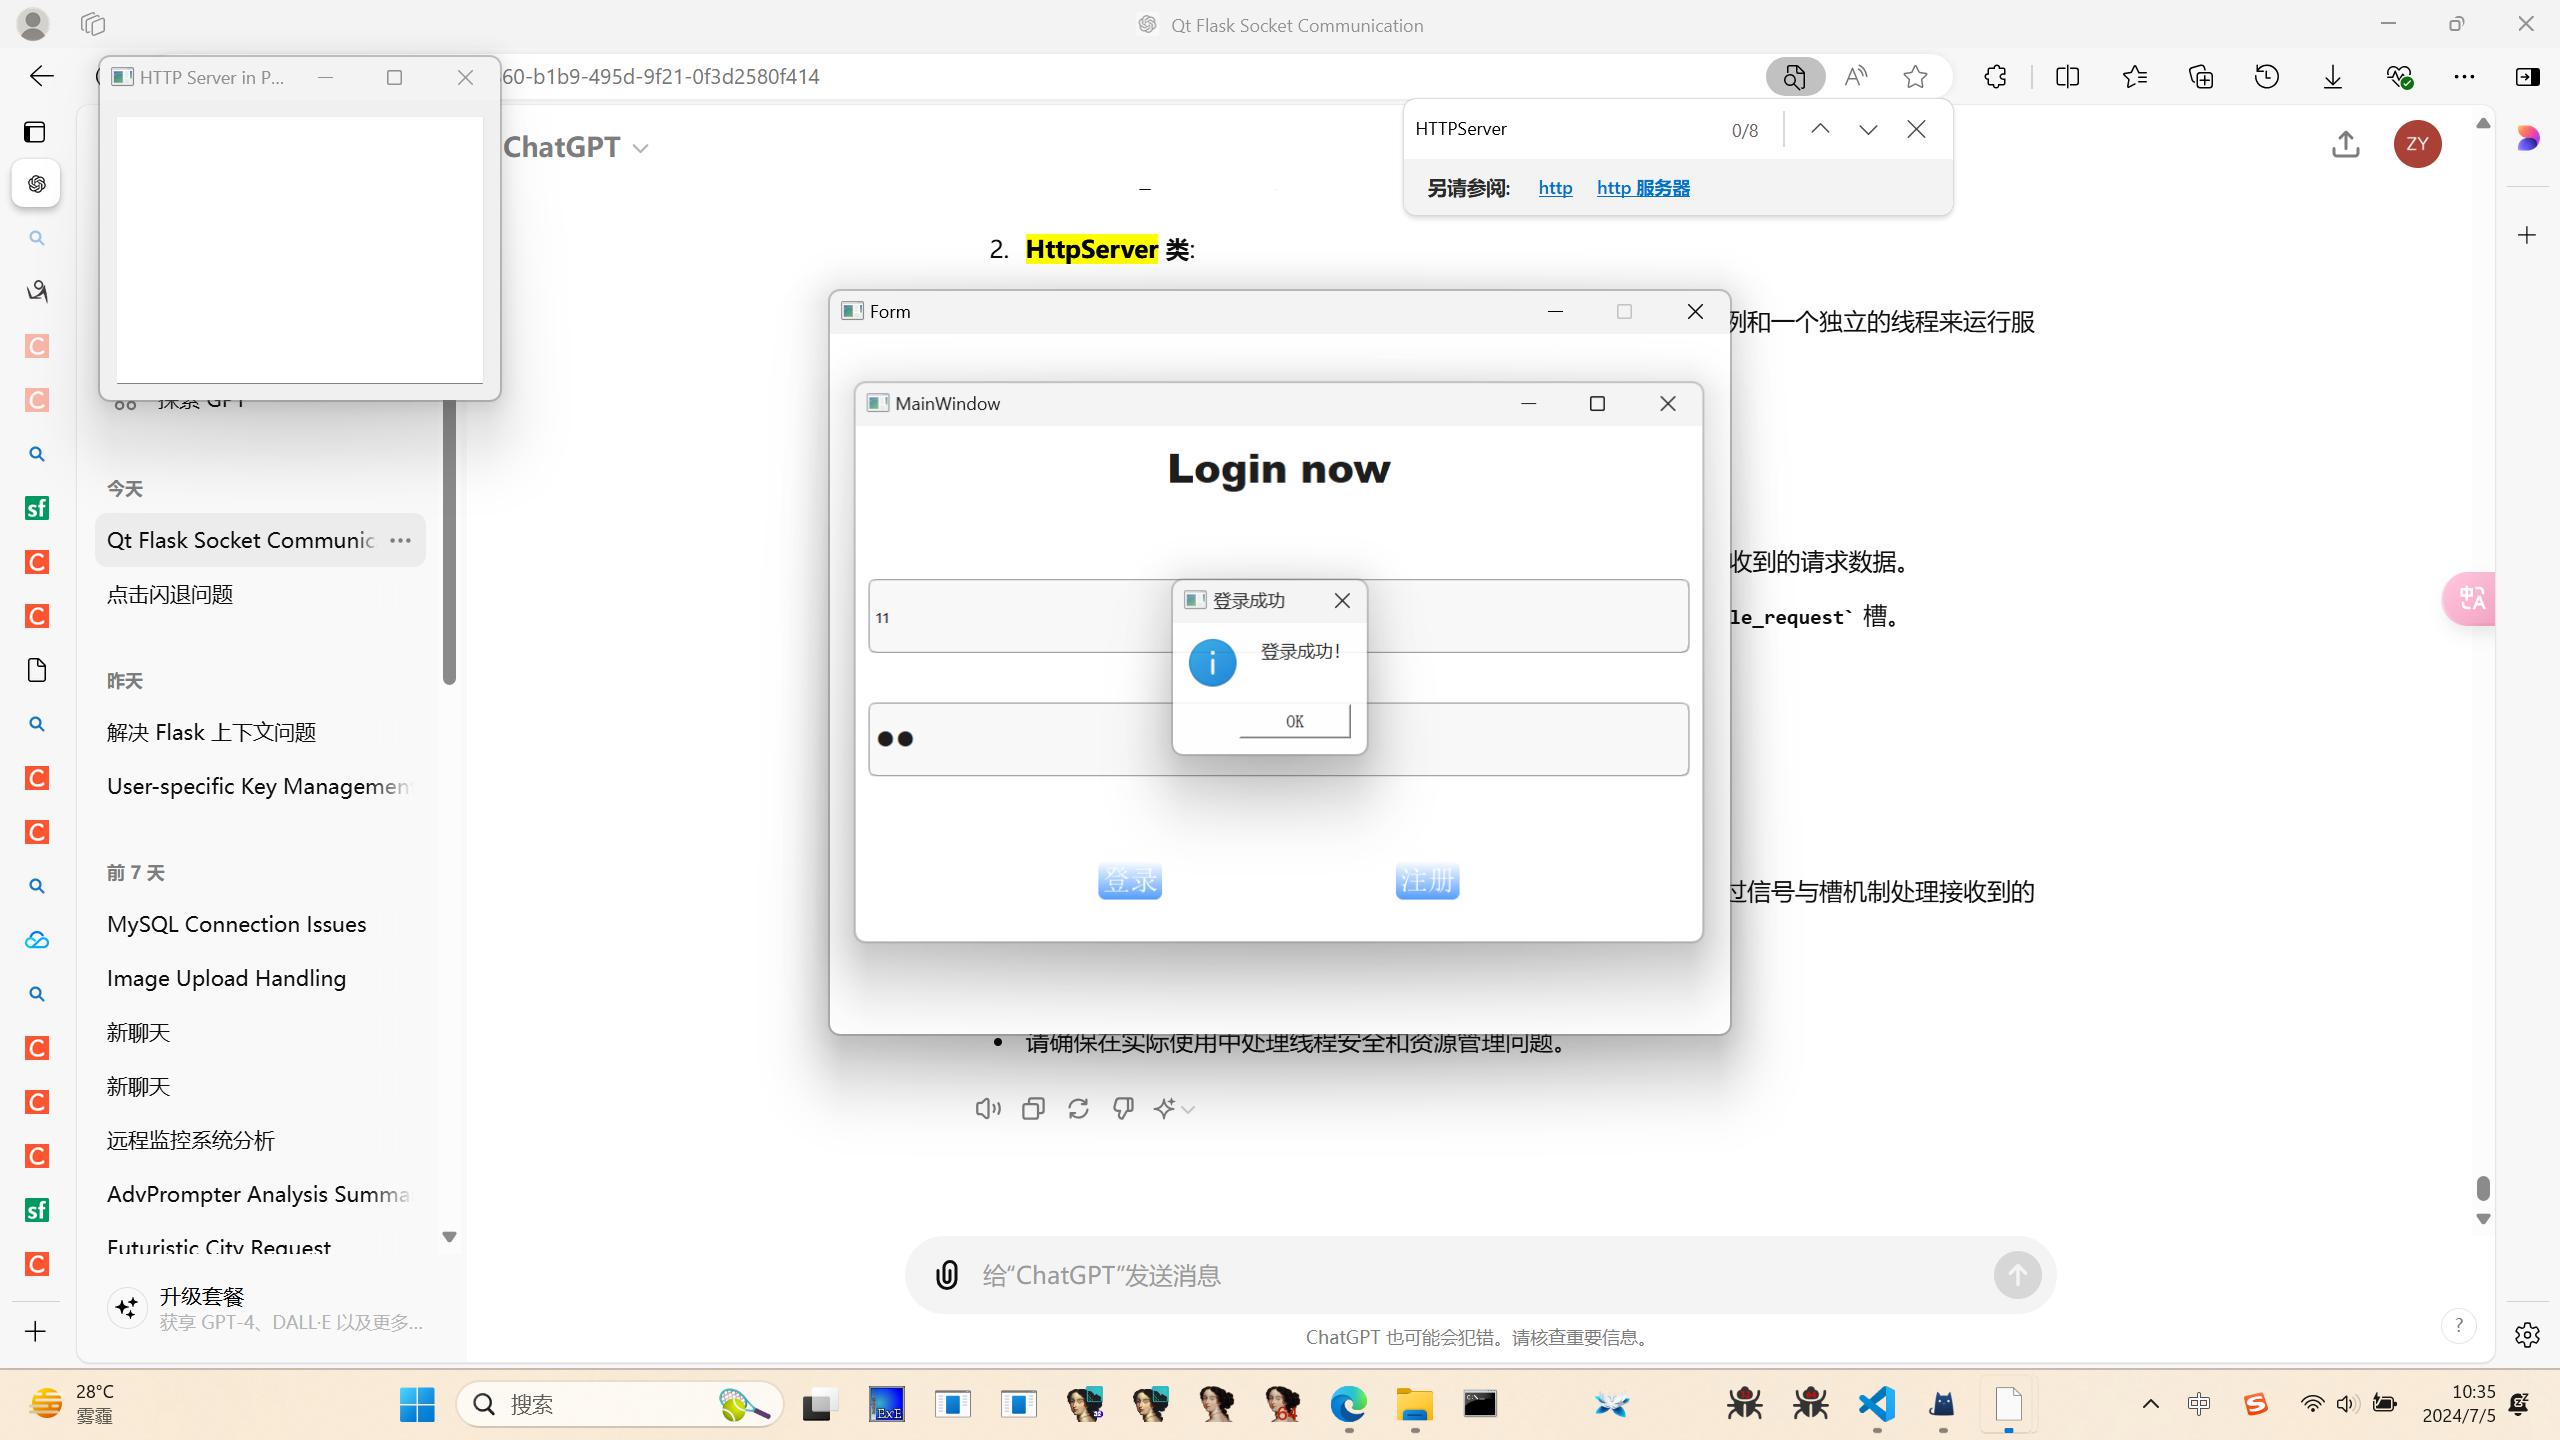 Qt Flask Socket Communication
HTTP Server in P...
60-b1b9-495d-9f21-0f3d2580f414
HTTPServer
0/8
另请参阅:
http
http 服务器
ChatGPT
ZY
2. HttpServer 类:
例和一个独立的线程来运行服
Form
MainWindow
Login now
收到的请求数据。
le_request` 槽。
11
登录成功
登录成功!
OK
●●
登录
注册
过信号与槽机制处理接收到的
请确保在实际使用中处理线程安全和资源管理问题。
探索 GPT
今天
Qt Flask Socket Communic
点击闪退问题
昨天
解决 Flask 上下文问题
User-specific Key Managemen
前 7 天
MySQL Connection Issues
Image Upload Handling
新聊天
新聊天
远程监控系统分析
AdvPrompter Analysis Summa
Futuristic City Request
升级套餐
获享 GPT-4、DALL·E 以及更多...
给“ChatGPT”发送消息
ChatGPT 也可能会犯错。请核查重要信息。
?
28°C
雾霾
搜索
ExE
64
中
10:35
2024/7/5